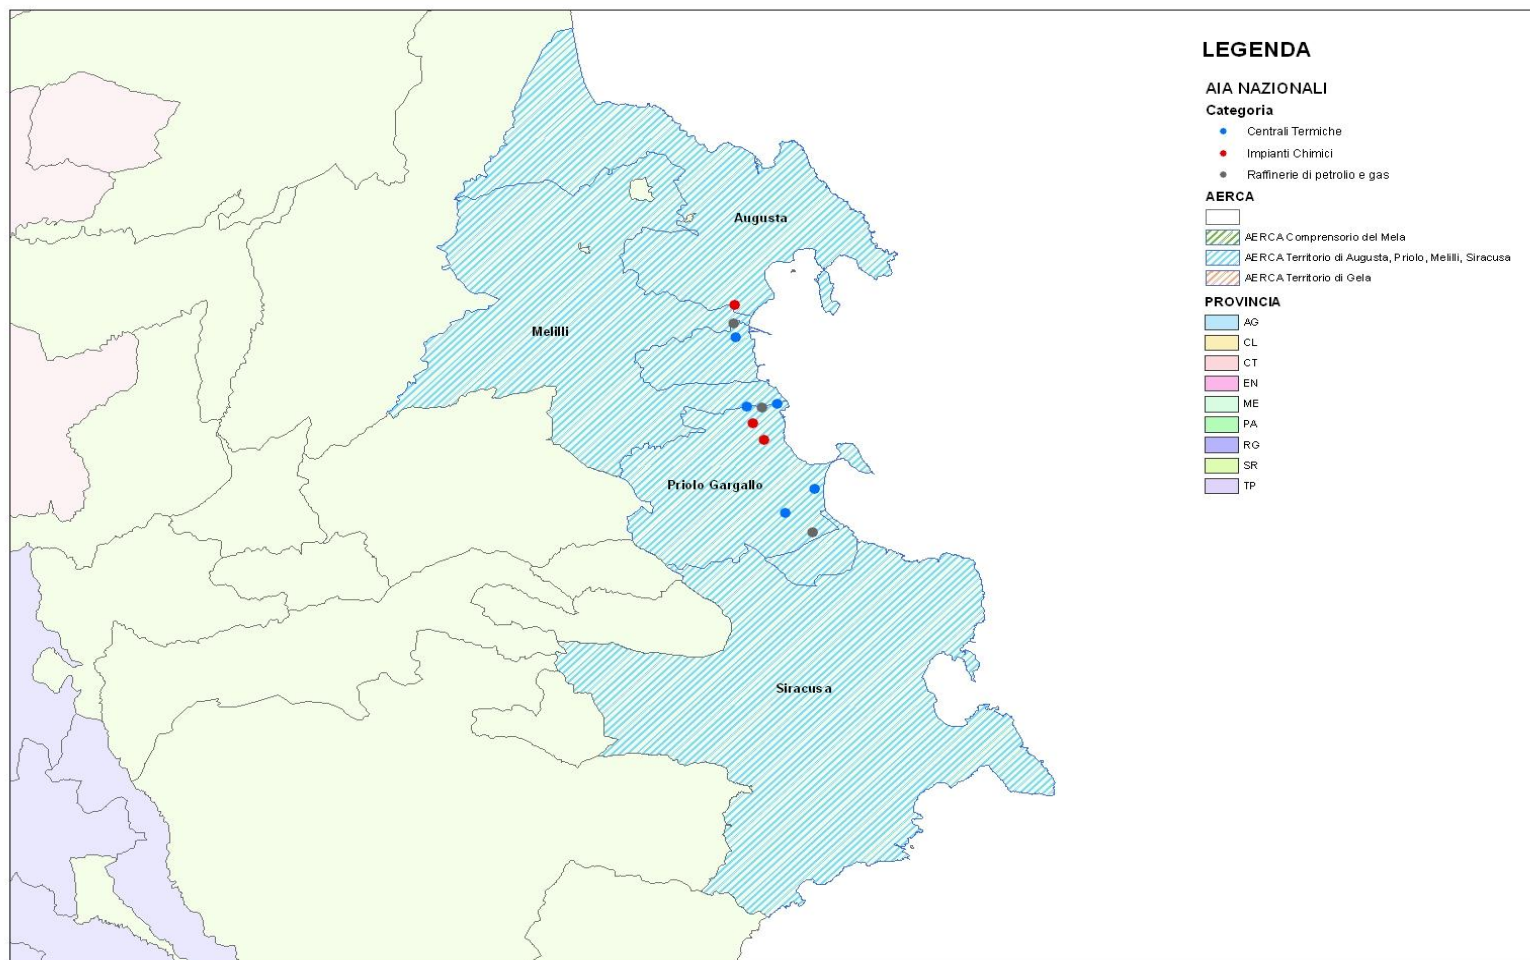 LEGENDA
AIA NAZIONALI
Categoria
Centrali Termiche
Impianti Chimici
Raffinerie di petrolio e gas
AERCA
AERCA Comprensorio del Mela
AERCA Territorio di Augusta, Priolo, Melilli, Siracusa
AERCA Territorio di Gela
PROVINCIA
AG
CL
CT
EN
ME
PA
RG
SR
TP
Augusta
Melilli
Priolo Gargallo
Siracusa